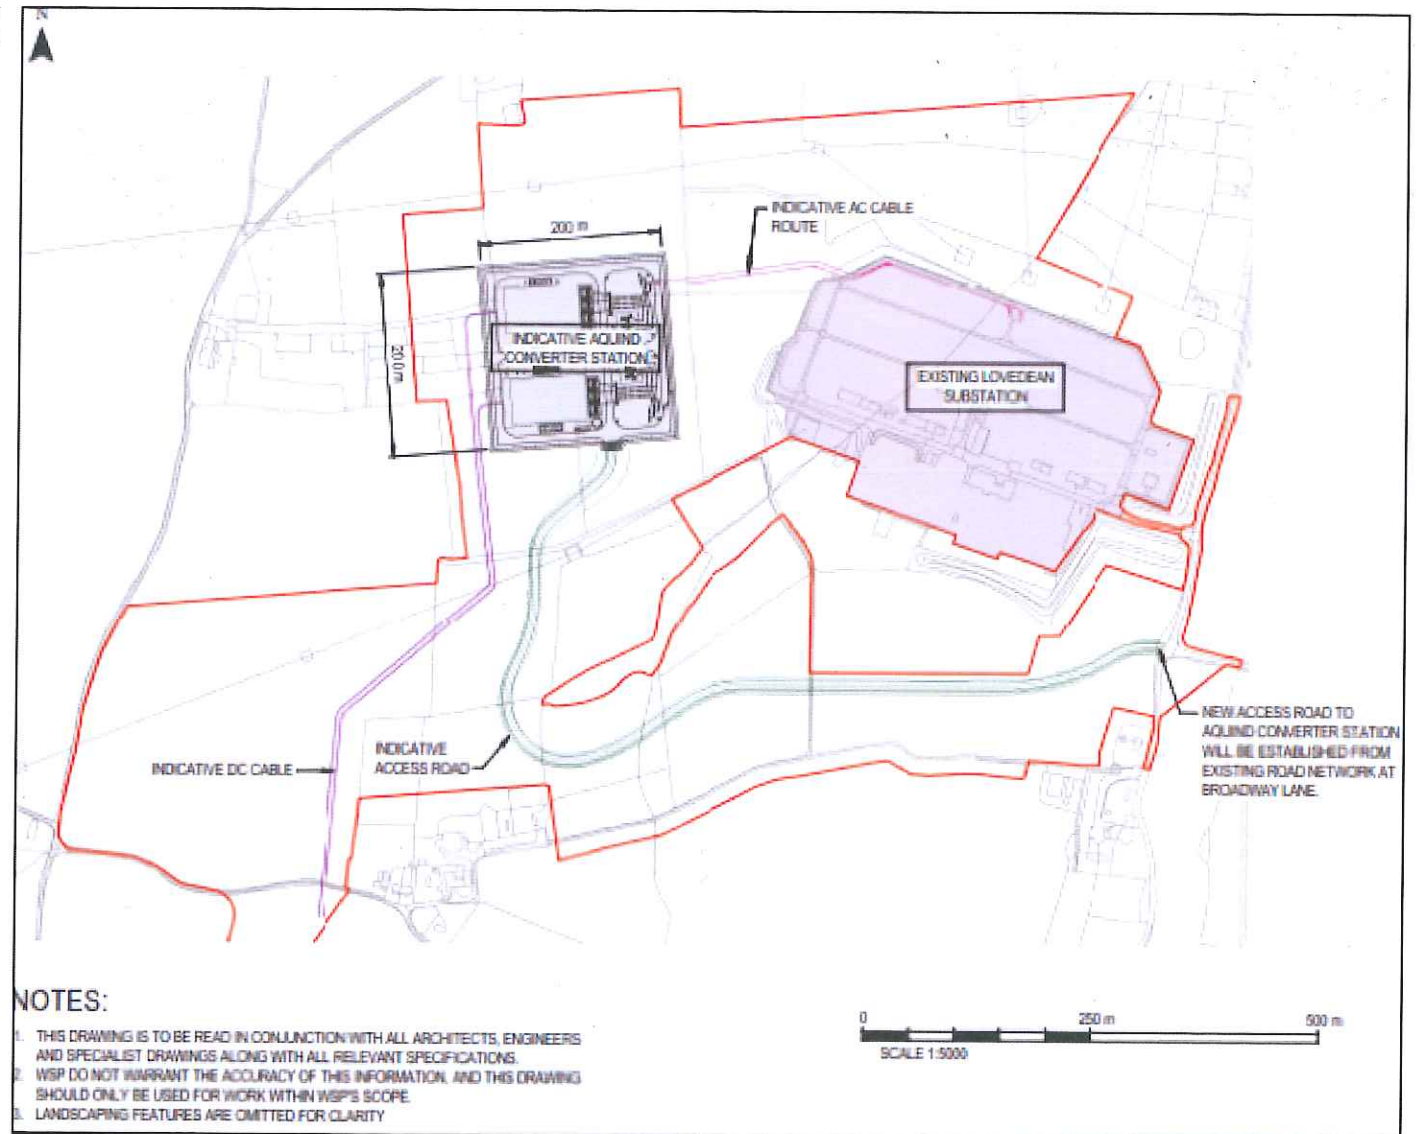 N
INDICATIVE AC CABLE
ROUTE
200 m
200 m
INDICATIVE AQUIND
CONVERTER STATION
EXISTING LOVEDEAN
SUBSTATION
NEW ACCESS ROAD TO
AQUIND CONVERTER STATION
WILL BE ESTABLISHED FROM
EXISTING ROAD NETWORK AT
BROADWAY LANE.
INDICATIVE
ACCESS ROAD
INDICATIVE DC CABLE
NOTES:
1. THIS DRAWING IS TO BE READ IN CONJUNCTION WITH ALL ARCHITECTS, ENGINEERS
AND SPECIALIST DRAWINGS ALONG WITH ALL RELEVANT SPECIFICATIONS.
2. WSP DO NOT WARRANT THE ACCURACY OF THIS INFORMATION, AND THIS DRAWING
SHOULD ONLY BE USED FOR WORK WITHIN WSP'S SCOPE.
3. LANDSCAPING FEATURES ARE OMITTED FOR CLARITY
0 250 m 500 m
SCALE 1:5000